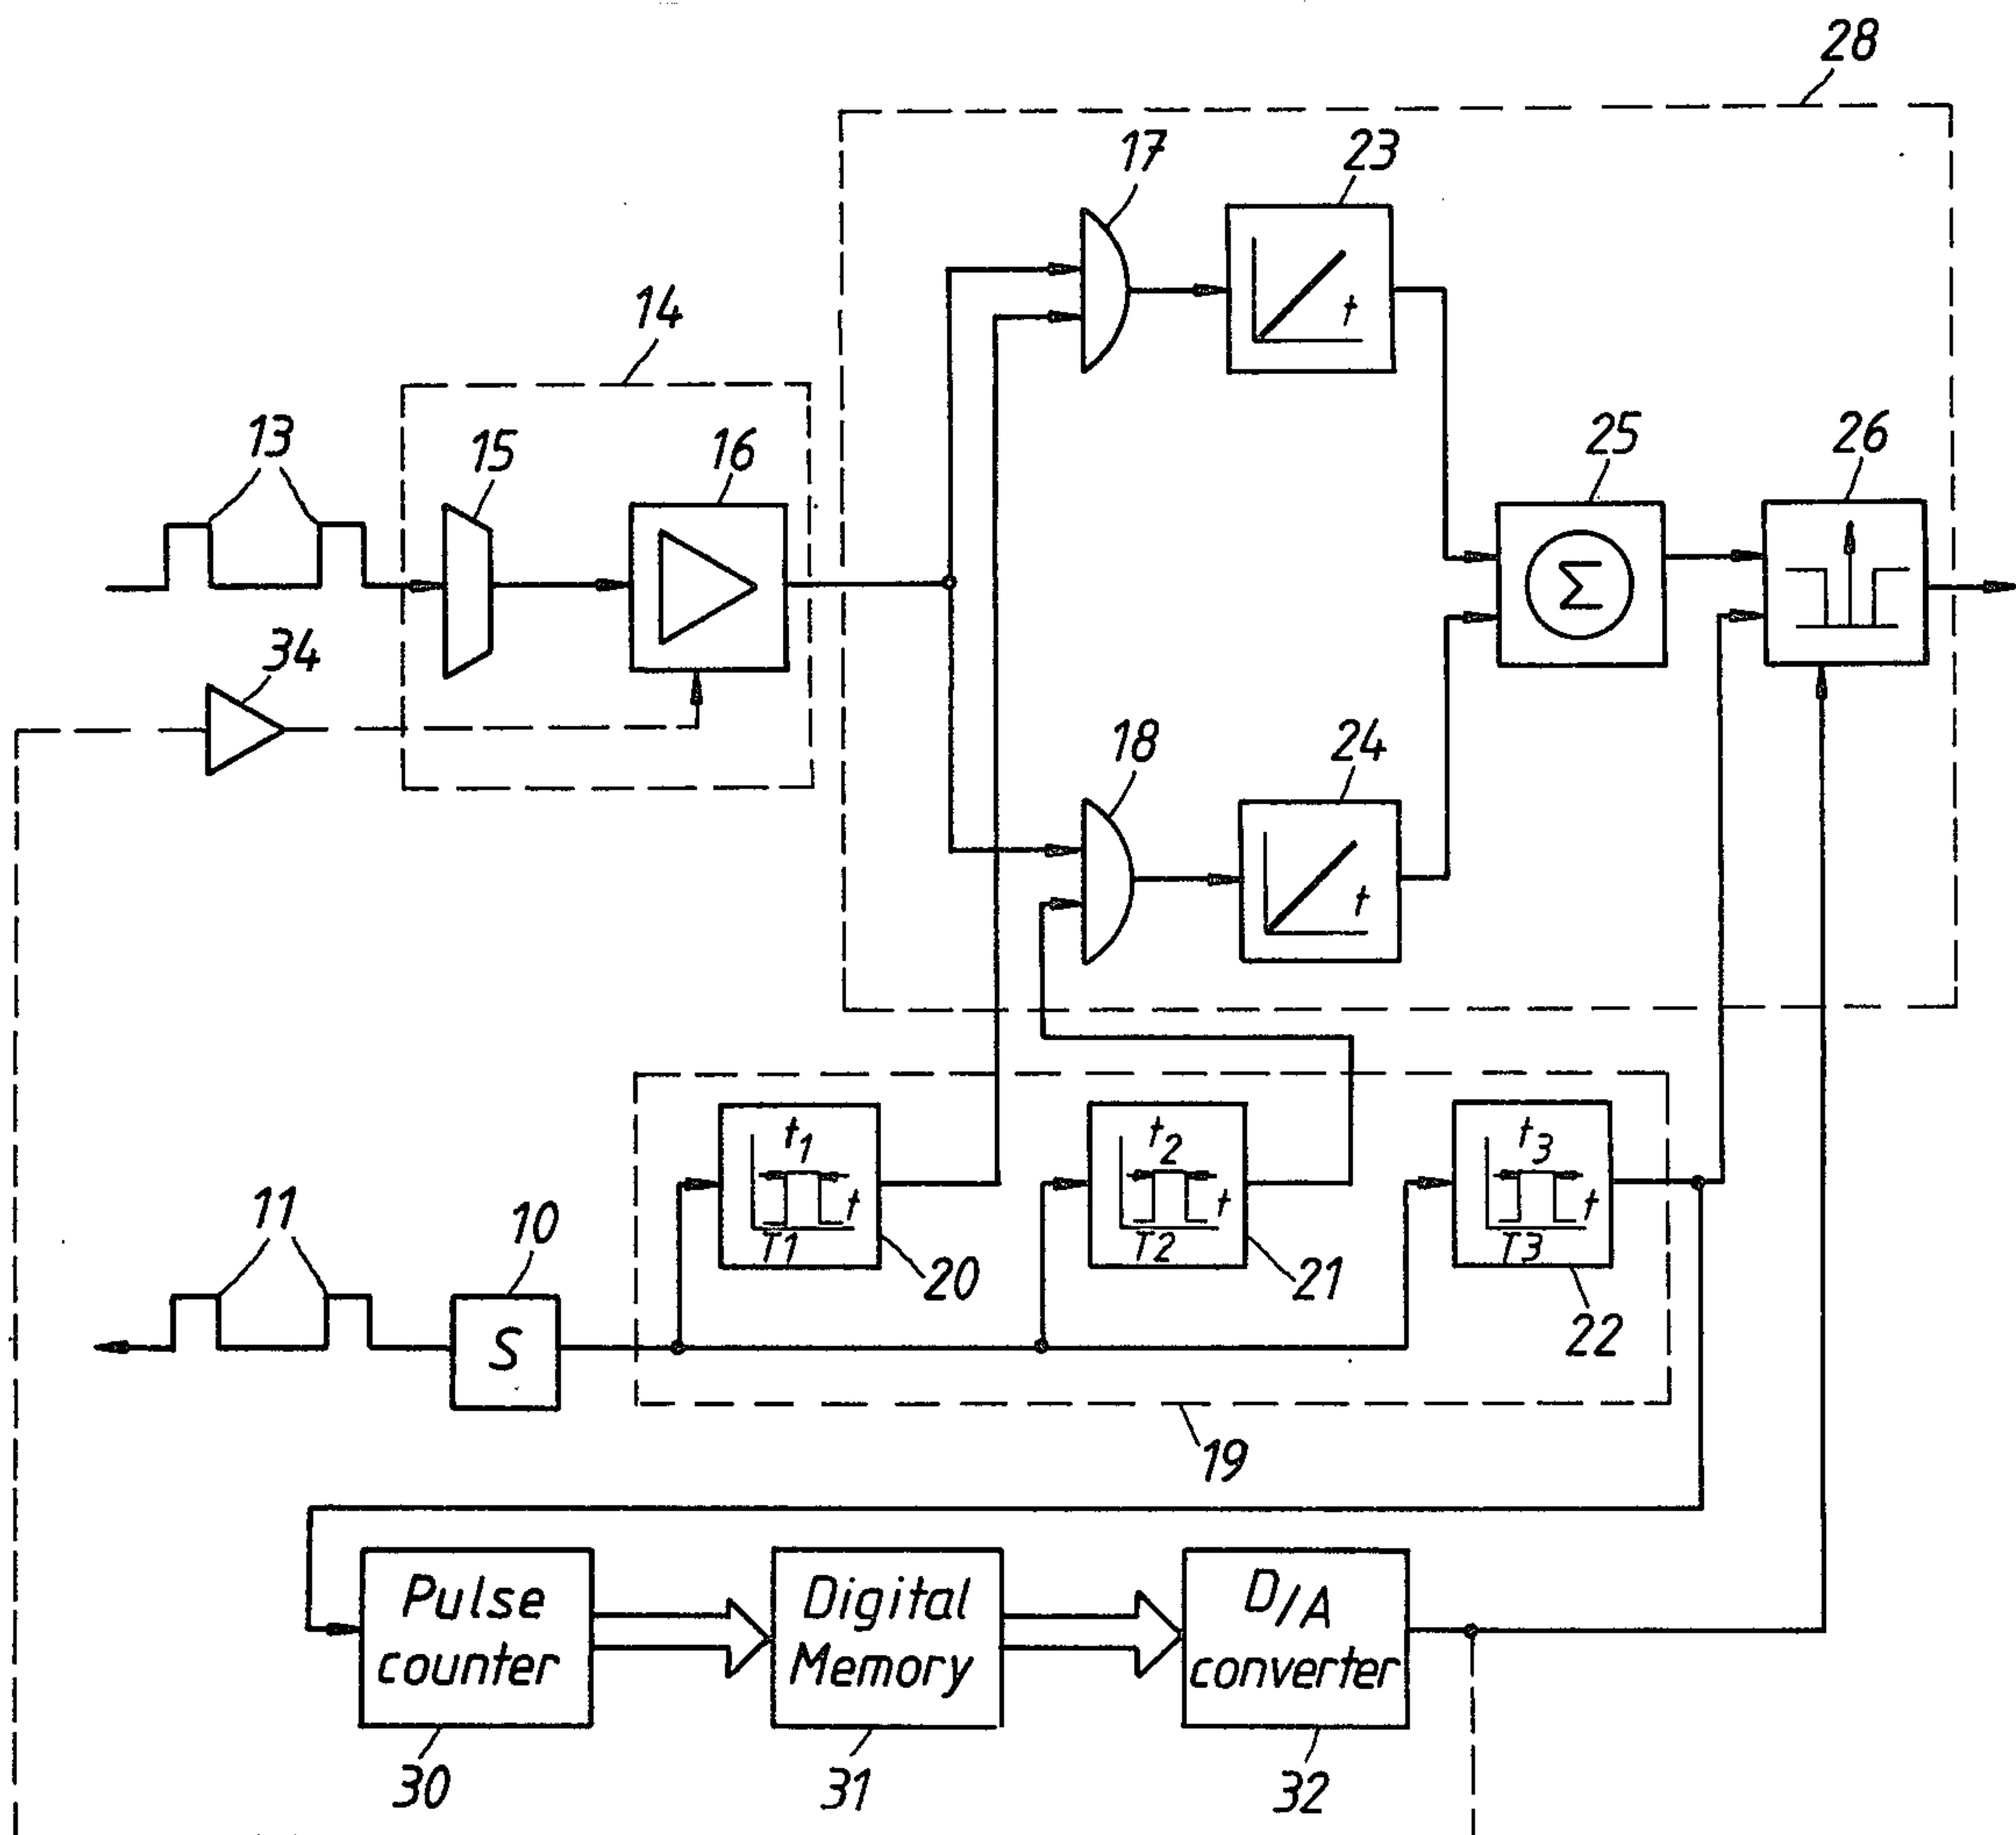 28
17
23
t
14
13
15
16
25
26
Σ
34
18
24
t
t1
t
T1
t2
t
T2
t3
t
T3
11
10
20
21
22
S
19
Pulse
counter
Digital
Memory
D/A
converter
30
31
32